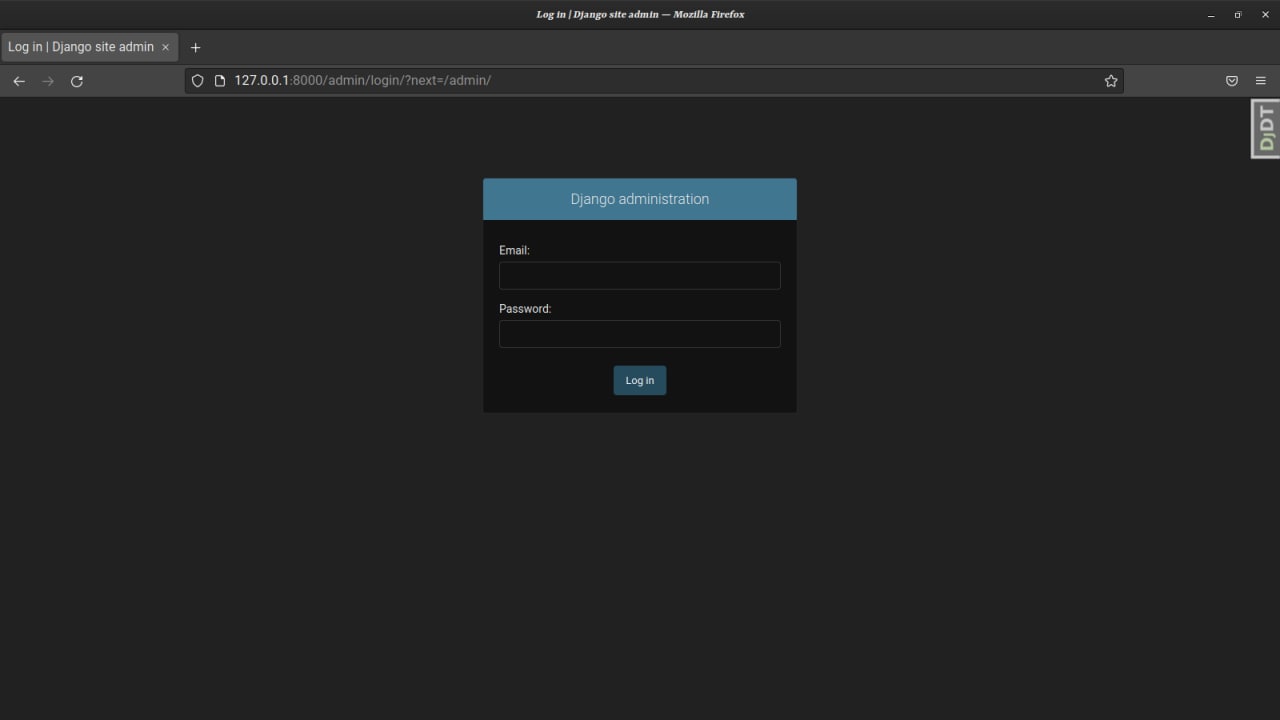 Log in | Django site admin — Mozilla Firefox
Log in | Django site admin
127.0.0.1:8000/admin/login/?next=/admin/
DjDT
Django administration
Email:
Password:
Log in